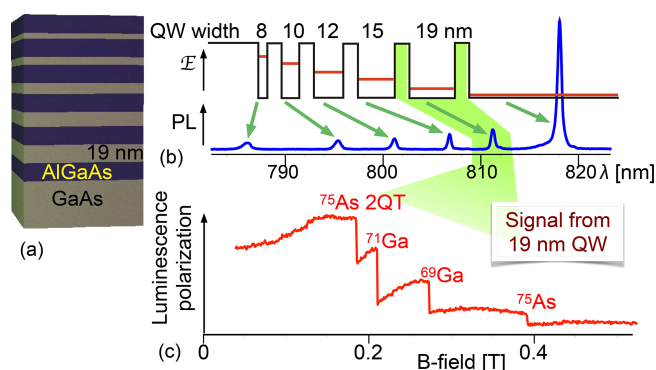 QW width 8 10 12 15 19 nm
ℰ
PL
19 nm
AlGaAs
GaAs
(a)
(b)
790 800 810 820 λ [nm]
⁷⁵As 2QT
⁷¹Ga
⁶⁹Ga
⁷⁵As
Signal from
19 nm QW
Luminescence
polarization
(c)
0 0.2 0.4
B-field [T]